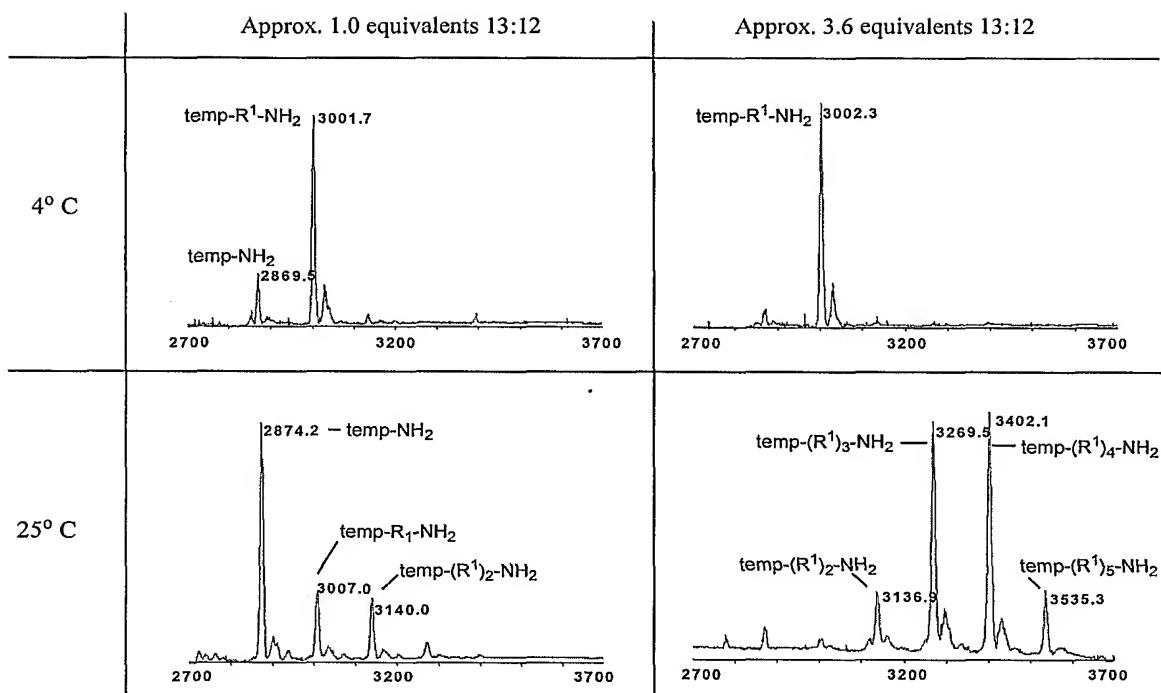 Approx. 1.0 equivalents 13:12
Approx. 3.6 equivalents 13:12
4° C
temp-R¹-NH₂
3001.7
temp-NH₂
2869.5
2700 3200 3700
temp-R¹-NH₂
3002.3
2700 3200 3700
25° C
2874.2 – temp-NH₂
temp-R₁-NH₂
3007.0
temp-(R¹)₂-NH₂
3140.0
2700 3200 3700
temp-(R¹)₃-NH₂
3269.5
3402.1
temp-(R¹)₄-NH₂
temp-(R¹)₂-NH₂
3136.9
temp-(R¹)₅-NH₂
3535.3
2700 3200 3700